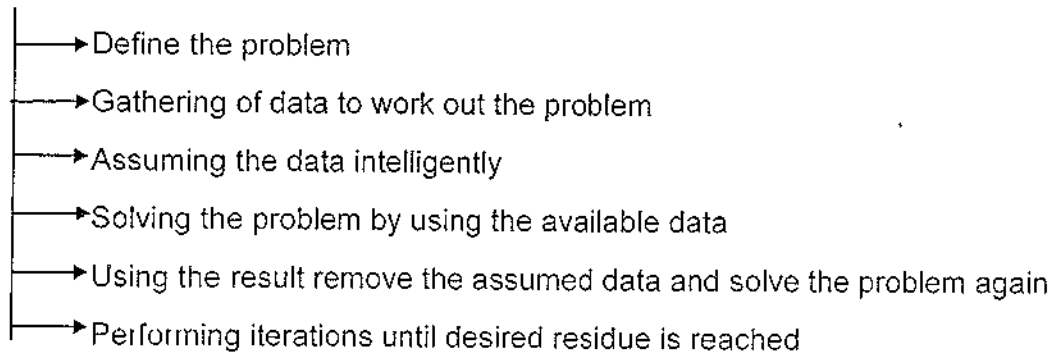 Define the problem
Gathering of data to work out the problem
Assuming the data intelligently
Solving the problem by using the available data
Using the result remove the assumed data and solve the problem again
Performing iterations until desired residue is reached